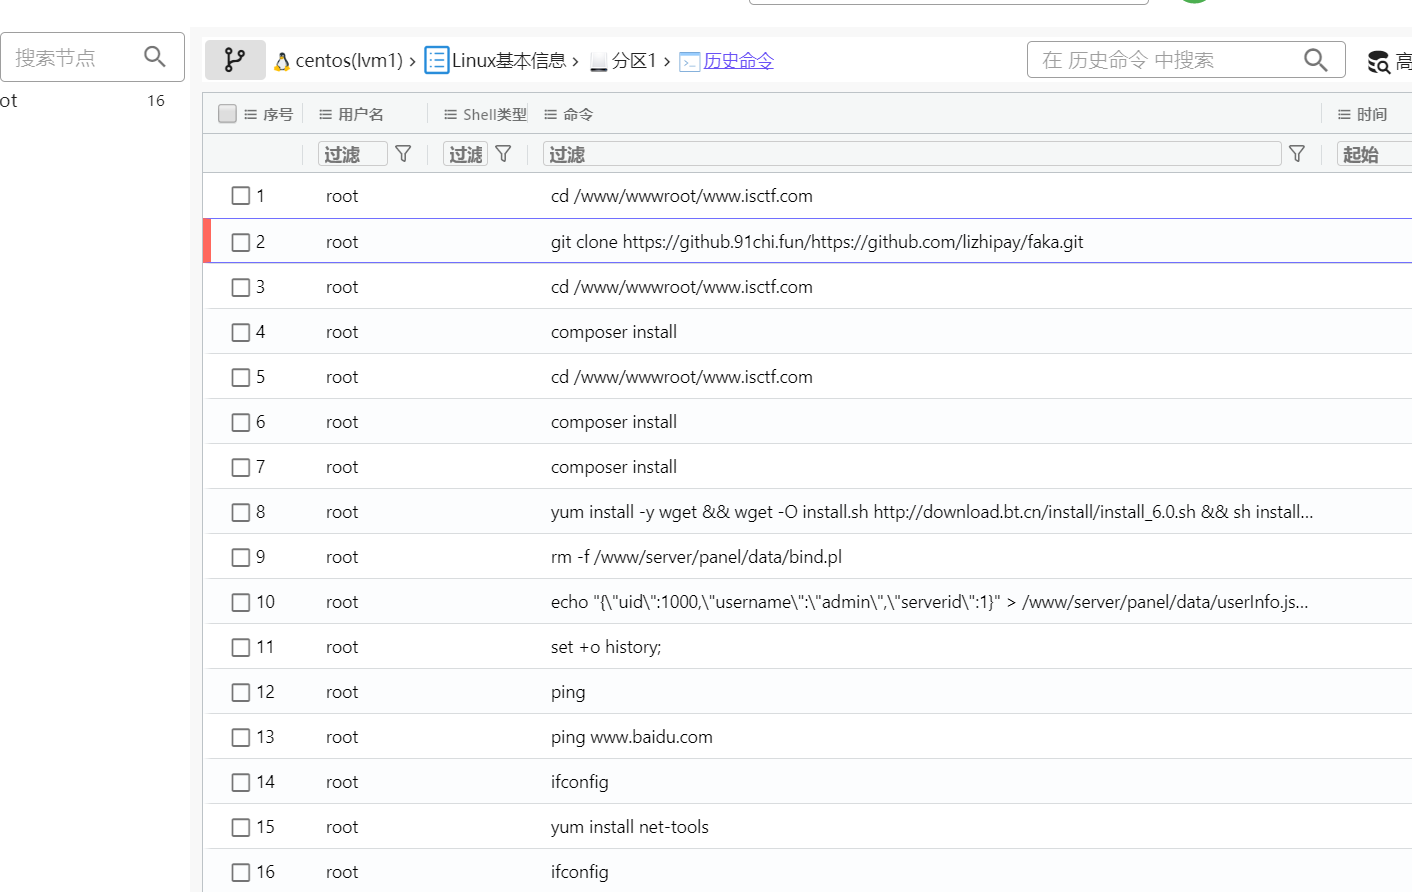 搜索节点
centos(lvm1) › Linux基本信息 › 分区1 › 历史命令
在 历史命令 中搜索
高
ot 16
序号 用户名 Shell类型 命令 时间
过滤 过滤 过滤 起始
1 root cd /www/wwwroot/www.isctf.com
2 root git clone https://github.91chi.fun/https://github.com/lizhipay/faka.git
3 root cd /www/wwwroot/www.isctf.com
4 root composer install
5 root cd /www/wwwroot/www.isctf.com
6 root composer install
7 root composer install
8 root yum install -y wget && wget -O install.sh http://download.bt.cn/install/install_6.0.sh && sh install...
9 root rm -f /www/server/panel/data/bind.pl
10 root echo "{\"uid\":1000,\"username\":\"admin\",\"serverid\":1}" > /www/server/panel/data/userInfo.js...
11 root set +o history;
12 root ping
13 root ping www.baidu.com
14 root ifconfig
15 root yum install net-tools
16 root ifconfig